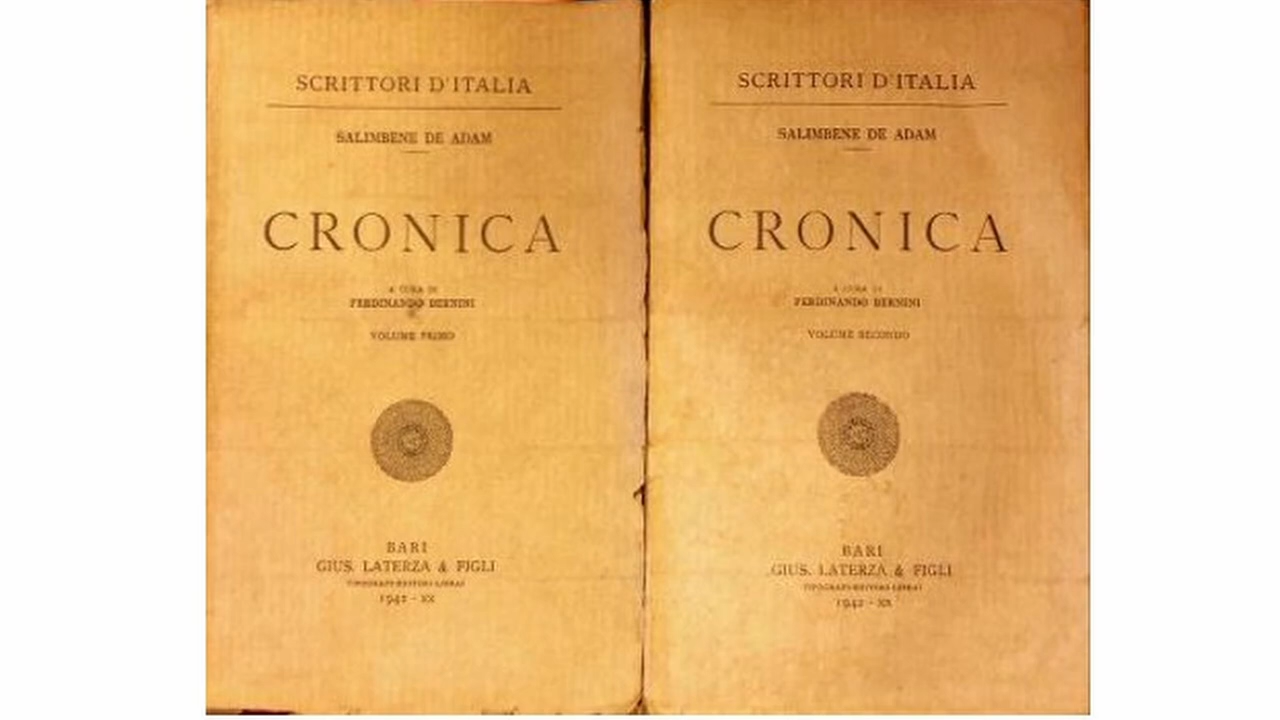 SCRITTORI D'ITALIA
SALIMBENE DE ADAM
CRONICA
A CURA DI
FERDINANDO BERNINI
VOLUME PRIMO
BARI
GIUS. LATERZA & FIGLI
TIPOGRAFI-EDITORI-LIBRAI
1942 - XX
SCRITTORI D'ITALIA
SALIMBENE DE ADAM
CRONICA
A CURA DI
FERDINANDO BERNINI
VOLUME SECONDO
BARI
GIUS. LATERZA & FIGLI
TIPOGRAFI-EDITORI-LIBRAI
1942 - XX